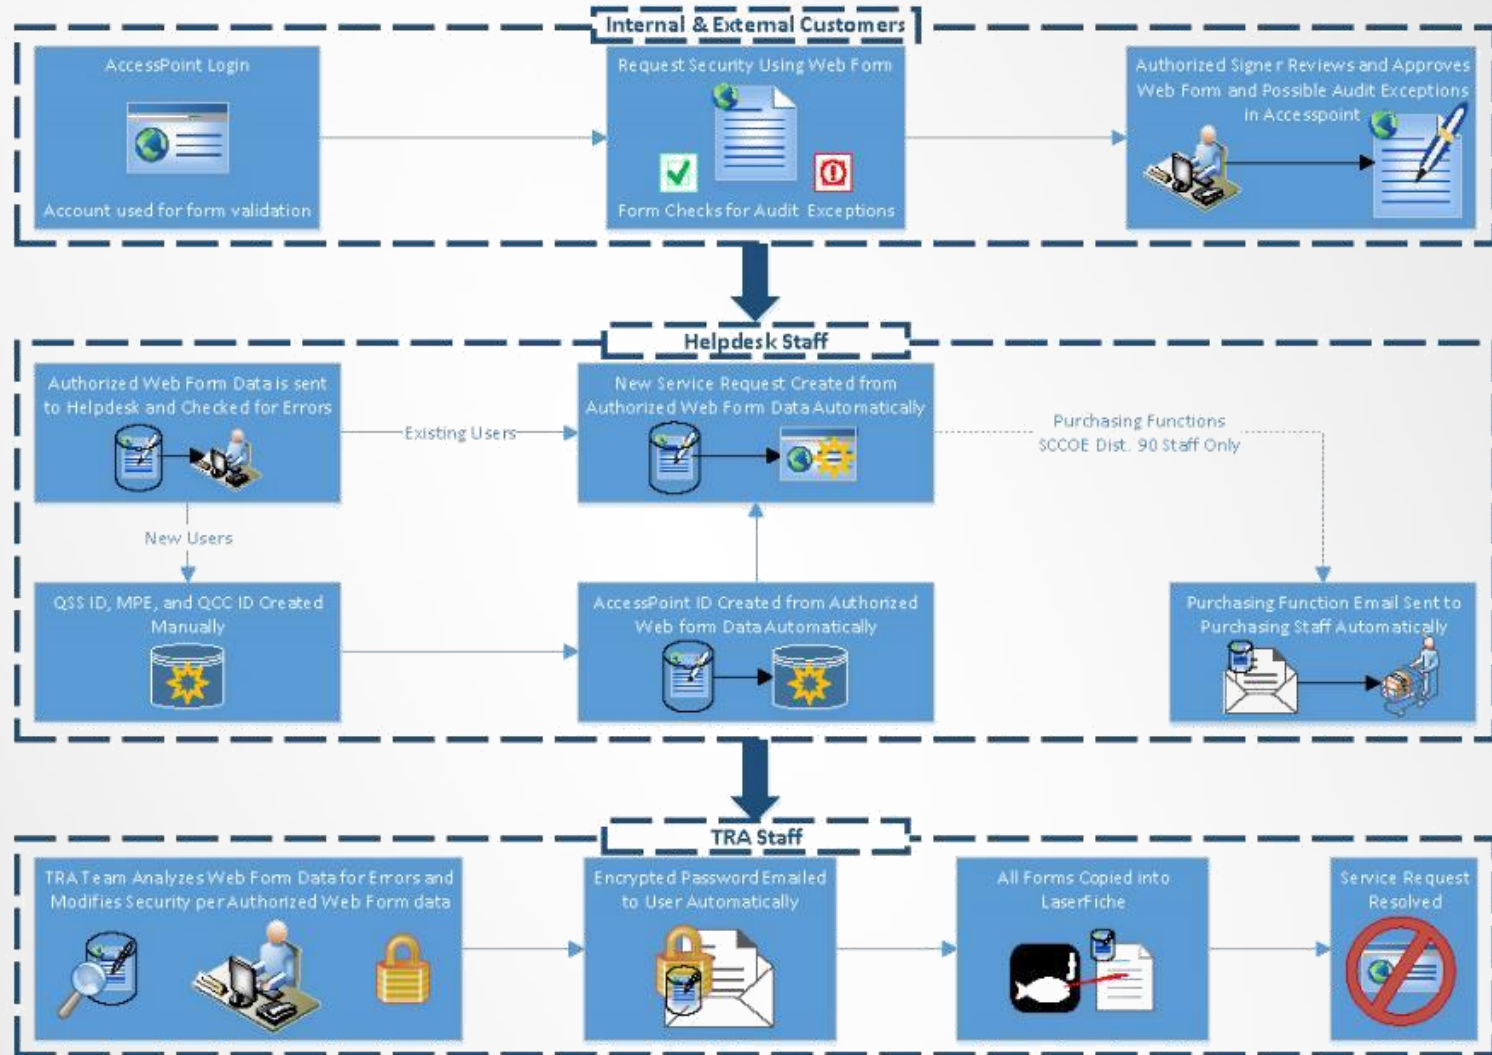 Internal & External Customers
AccessPoint Login
Account used for form validation
Request Security Using Web Form
Form Checks for Audit Exceptions
Authorized Signer Reviews and Approves
Web Form and Possible Audit Exceptions
in Accesspoint
Helpdesk Staff
Authorized Web Form Data is sent
to Helpdesk and Checked for Errors
Existing Users
New Service Request Created from
Authorized Web Form Data Automatically
Purchasing Functions
SCCOE Dist. 90 Staff Only
New Users
QSS ID, MPE, and QCC ID Created
Manually
AccessPoint ID Created from Authorized
Web form Data Automatically
Purchasing Function Email Sent to
Purchasing Staff Automatically
TRA Staff
TRA Team Analyzes Web Form Data for Errors and
Modifies Security per Authorized Web Form data
Encrypted Password Emailed
to User Automatically
All Forms Copied into
LaserFiche
Service Request
Resolved